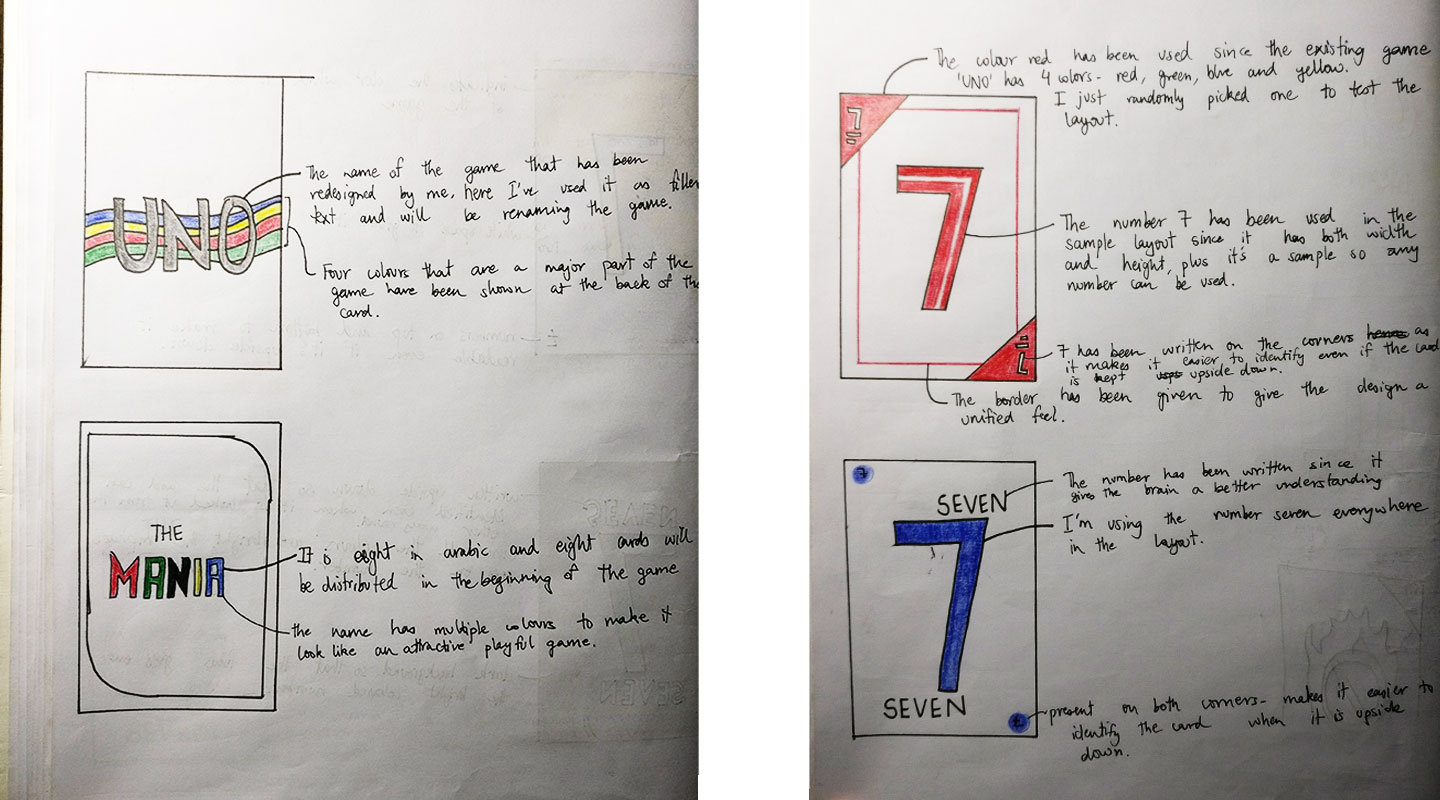 The name of the game that has been
redesigned by me, here I've used it as filler
text and will be renaming the game.
UNO
Four colours that are a major part of the
game have been shown at the back of the
card.
THE
MANIA
It is eight in arabic and eight cards will
be distributed in the beginning of the game
the name has multiple colours to make it
look like an attractive playful game.
The colour red has been used since the existing game
'UNO' has 4 colors- red, green, blue and yellow.
I just randomly picked one to test the
layout.
7
7
The number 7 has been used in the
sample layout since it has both width
and height, plus it's a sample so any
number can be used.
7 has been written on the corners as
it makes it easier to identify even if the card
is kept upside down.
7
The border has been given to give the design a
unified feel.
7
SEVEN
The number has been written since it
gives the brain a better understanding
7
I'm using the number seven everywhere
in the layout.
SEVEN
7
present on both corners- makes it easier to
identify the card when it is upside
down.